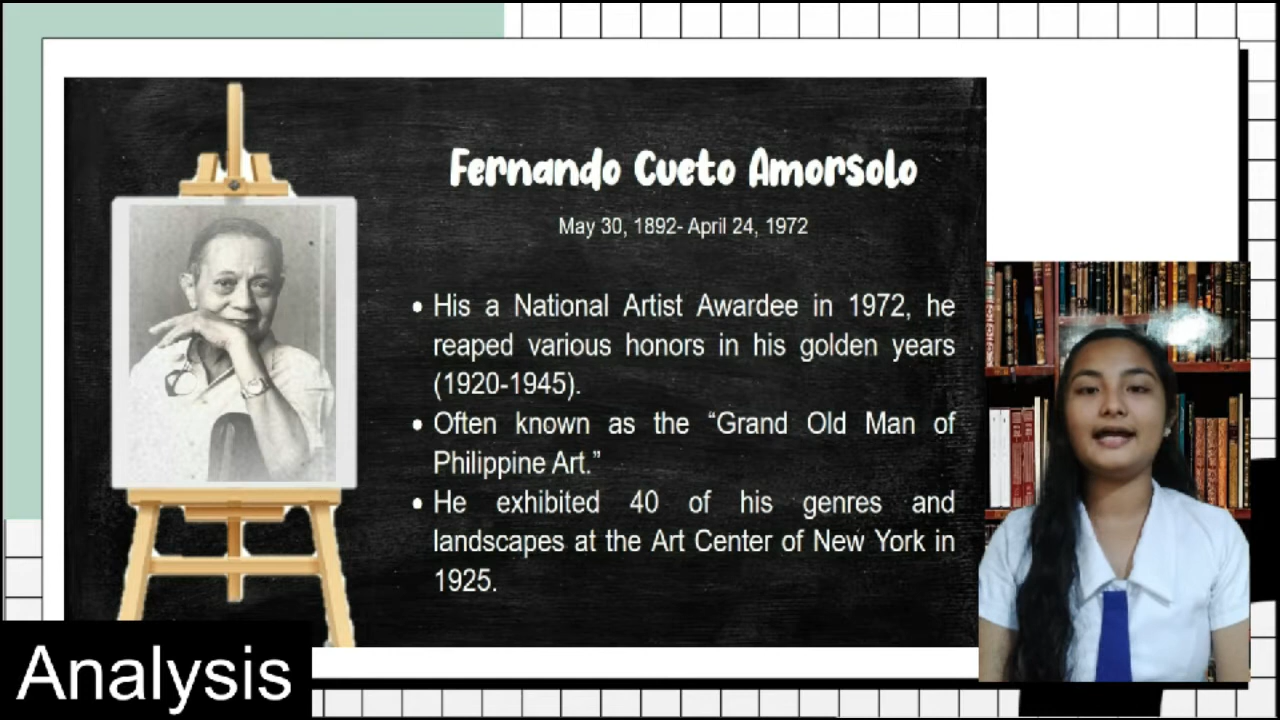 Fernando Cueto Amorsolo
May 30, 1892- April 24, 1972
• His a National Artist Awardee in 1972, he
reaped various honors in his golden years
(1920-1945).
• Often known as the “Grand Old Man of
Philippine Art.”
• He exhibited 40 of his genres and
landscapes at the Art Center of New York in
1925.
Analysis